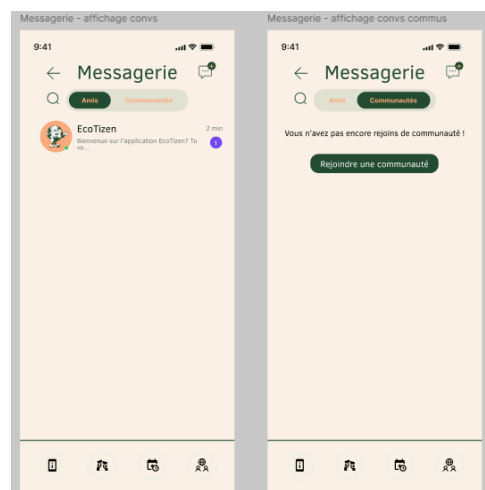 Messagerie - affichage convs
9:41
Messagerie
Amis Communautés
EcoTizen
2 min
Bienvenue sur l'application EcoTizen? Tu
ve...
1
Messagerie - affichage convs commus
9:41
Messagerie
Amis Communautés
Vous n'avez pas encore rejoins de communauté !
Rejoindre une communauté